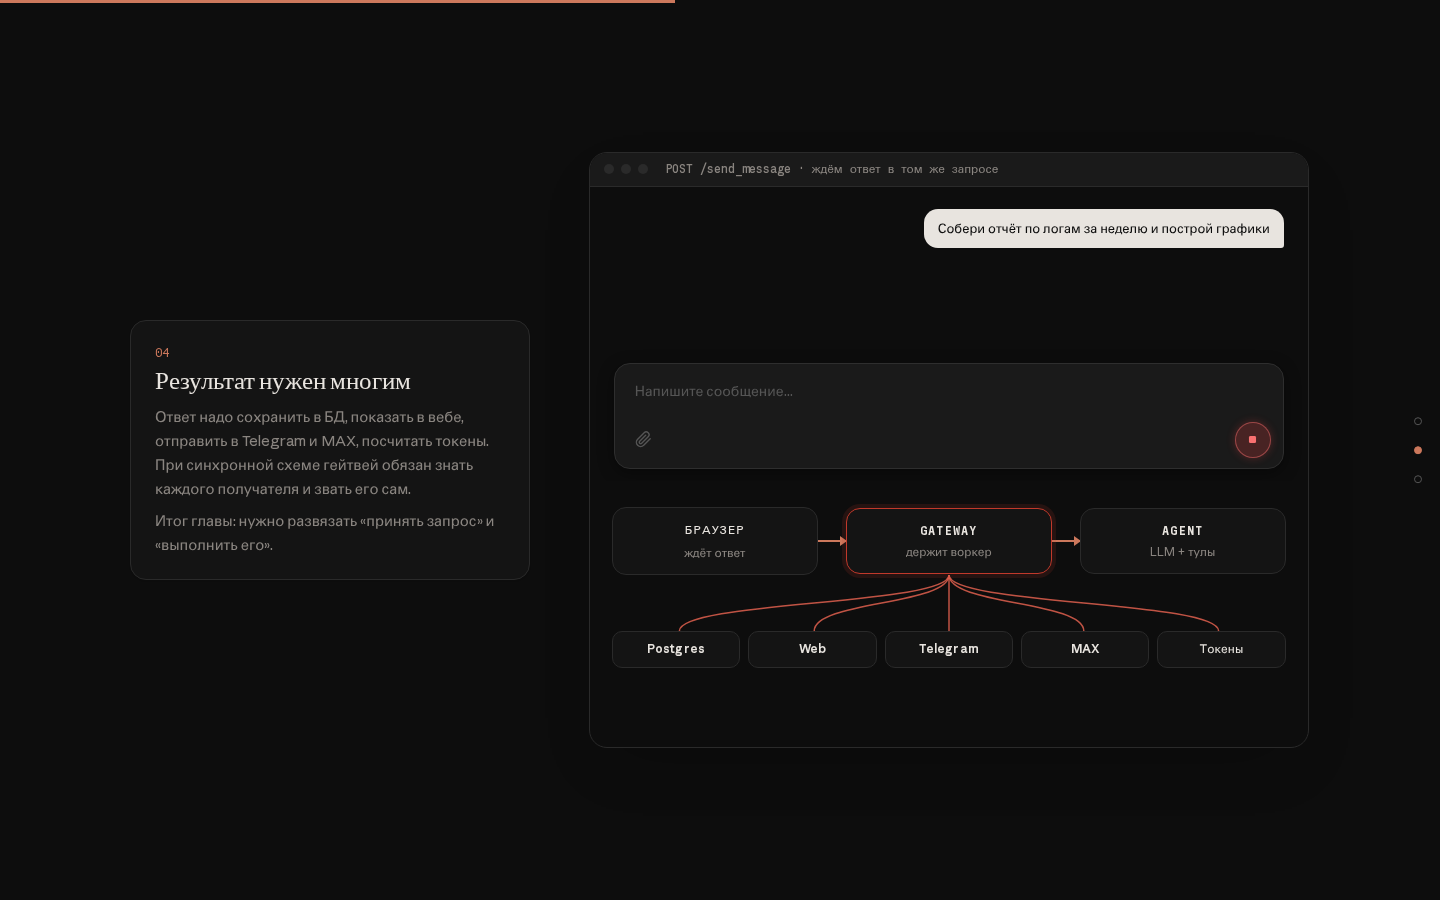 POST /send_message · ждём ответ в том же запросе
Собери отчёт по логам за неделю и построй графики
04
Результат нужен многим
Ответ надо сохранить в БД, показать в вебе,
отправить в Telegram и MAX, посчитать токены.
При синхронной схеме гейтвей обязан знать
каждого получателя и звать его сам.
Итог главы: нужно развязать «принять запрос» и
«выполнить его».
Напишите сообщение...
БРАУЗЕР
ждёт ответ
GATEWAY
держит воркер
AGENT
LLM + тулы
Postgres
Web
Telegram
MAX
Токены